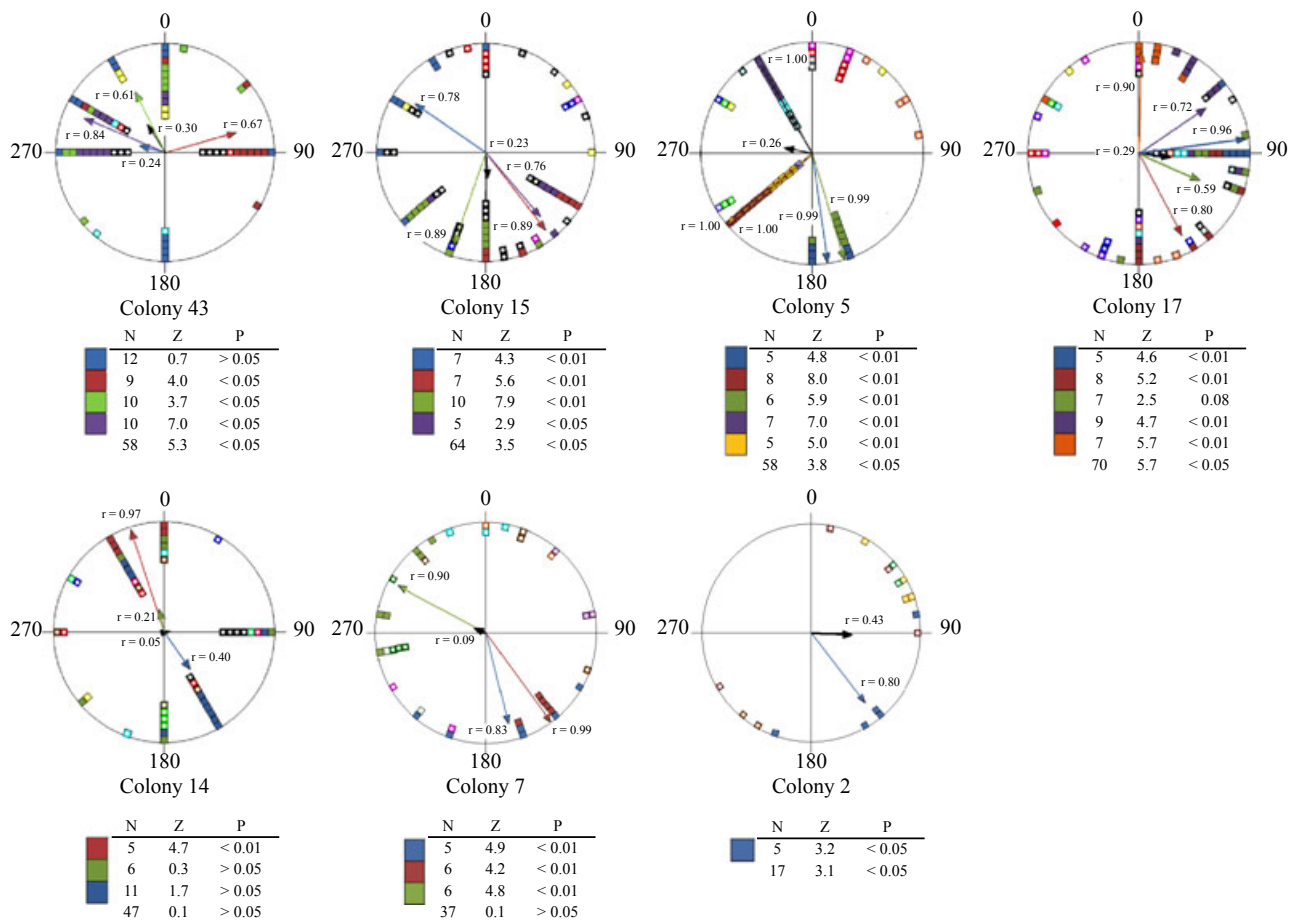 0
r = 0.61
r = 0.30
r = 0.67
r = 0.84
270
90
r = 0.24
180
Colony 43
N Z P
12 0.7 > 0.05
9 4.0 < 0.05
10 3.7 < 0.05
10 7.0 < 0.05
58 5.3 < 0.05
0
r = 0.78
r = 0.23
270
90
r = 0.76
r = 0.89
r = 0.89
180
Colony 15
N Z P
7 4.3 < 0.01
7 5.6 < 0.01
10 7.9 < 0.01
5 2.9 < 0.05
64 3.5 < 0.05
0
r = 1.00
r = 0.26
270
90
r = 0.99
r = 0.99
r = 1.00
r = 1.00
180
Colony 5
N Z P
5 4.8 < 0.01
8 8.0 < 0.01
6 5.9 < 0.01
7 7.0 < 0.01
5 5.0 < 0.01
58 3.8 < 0.05
0
r = 0.90
r = 0.72
r = 0.96
270
r = 0.29
90
r = 0.59
r = 0.80
180
Colony 17
N Z P
5 4.6 < 0.01
8 5.2 < 0.01
7 2.5 0.08
9 4.7 < 0.01
7 5.7 < 0.01
70 5.7 < 0.05
0
r = 0.97
r = 0.21
270
90
r = 0.05
r = 0.40
180
Colony 14
N Z P
5 4.7 < 0.01
6 0.3 > 0.05
11 1.7 > 0.05
47 0.1 > 0.05
0
r = 0.90
270
90
r = 0.09
r = 0.83
r = 0.99
180
Colony 7
N Z P
5 4.9 < 0.01
6 4.2 < 0.01
6 4.8 < 0.01
37 0.1 > 0.05
0
r = 0.43
270
90
r = 0.80
180
Colony 2
N Z P
5 3.2 < 0.05
17 3.1 < 0.05